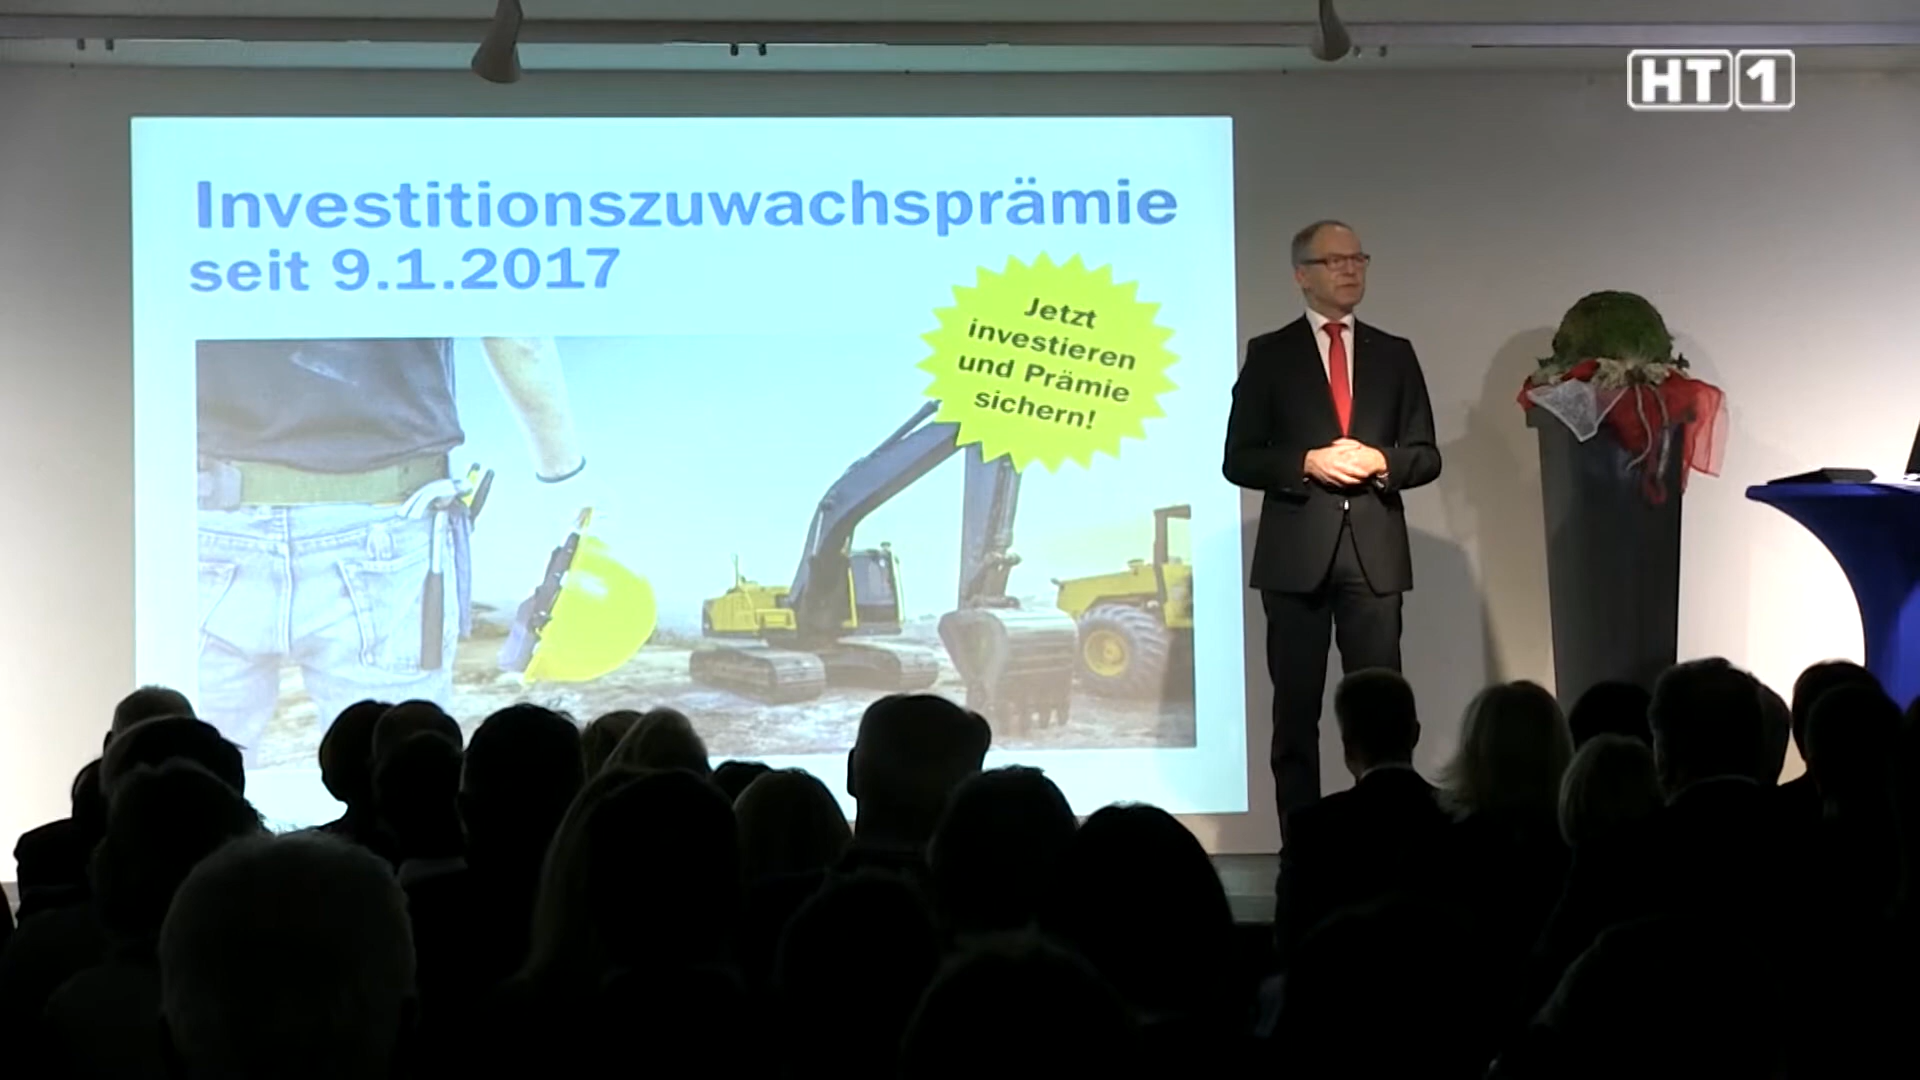 HT1
Investitionszuwachsprämie
seit 9.1.2017
Jetzt
investieren
und Prämie
sichern!